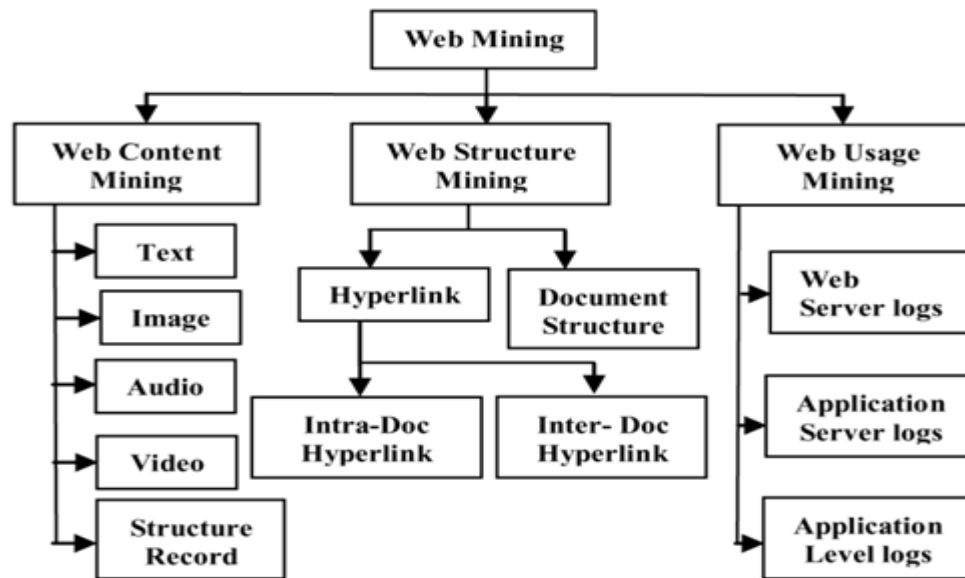 Web Mining
Web Content
Mining
Web Structure
Mining
Web Usage
Mining
Text
Image
Audio
Video
Structure
Record
Hyperlink
Document
Structure
Intra-Doc
Hyperlink
Inter- Doc
Hyperlink
Web
Server logs
Application
Server logs
Application
Level logs